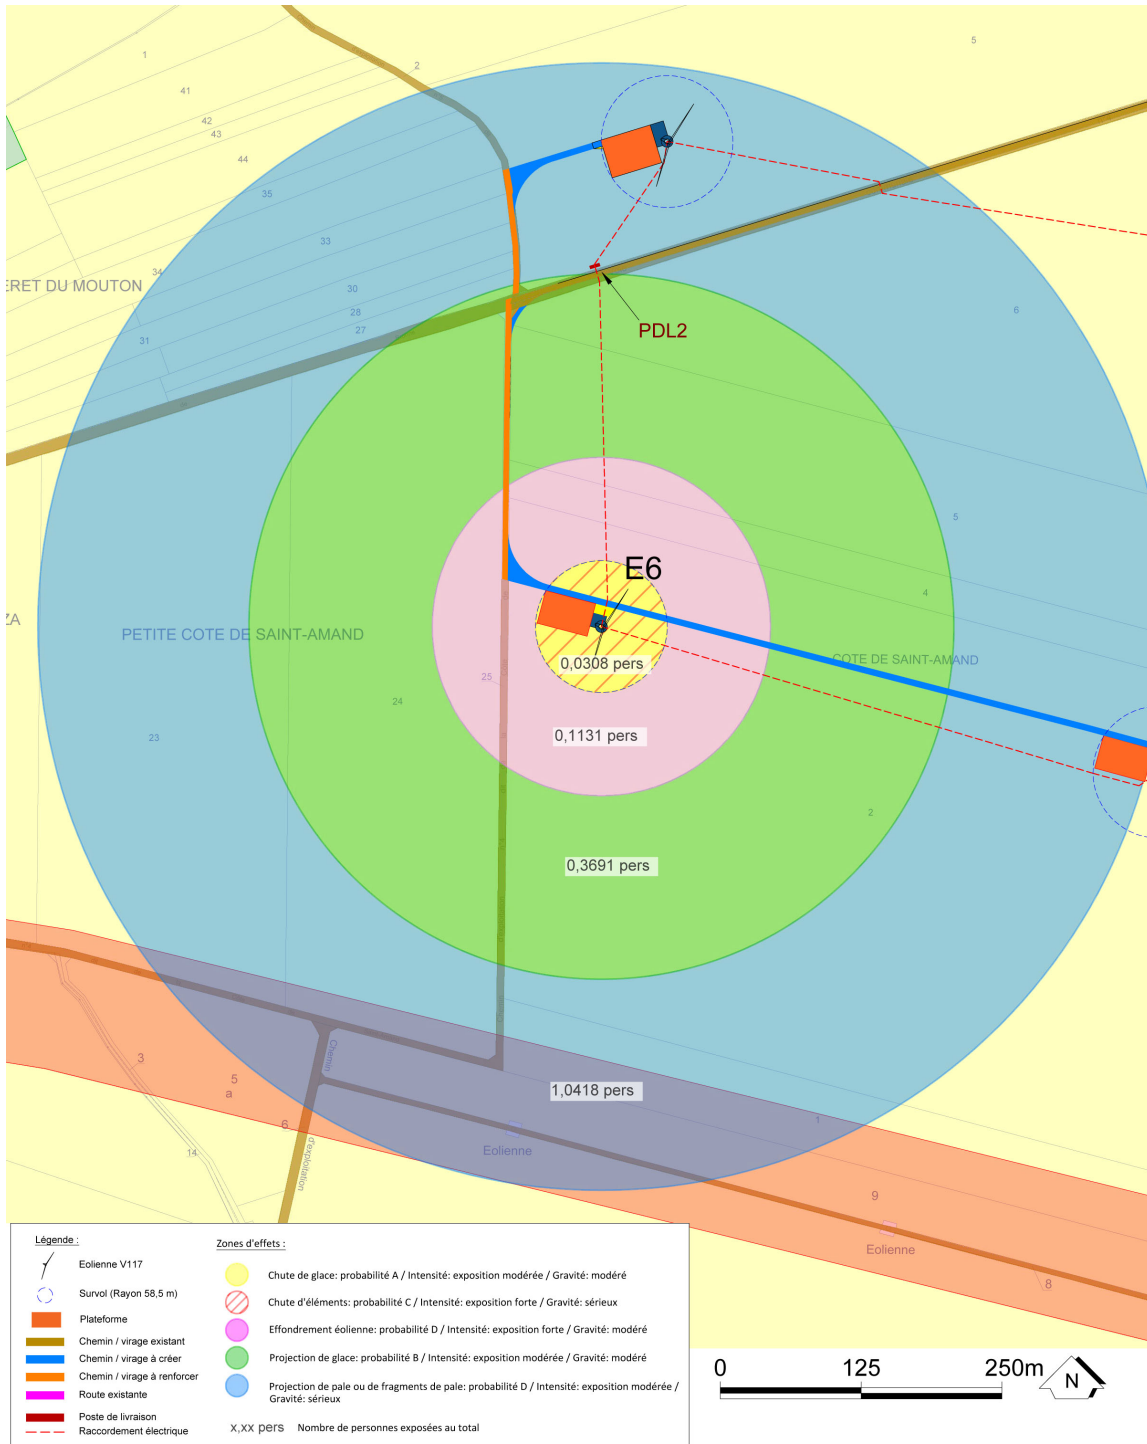 5
1
2
41
42
43
44
35
33
34
ERET DU MOUTON
30
28
27
31
6
PDL2
5
4
E6
ZA
PETITE COTE DE SAINT-AMAND
COTE DE SAINT-AMAND
0,0308 pers
25
24
23
0,1131 pers
2
0,3691 pers
Chemin
3
5
a
6
14
d'exploitation
1,0418 pers
1
Eolienne
9
Eolienne
8
Légende :
Eolienne V117
Survol (Rayon 58,5 m)
Plateforme
Chemin / virage existant
Chemin / virage à créer
Chemin / virage à renforcer
Route existante
Poste de livraison
Raccordement électrique
Zones d'effets :
Chute de glace: probabilité A / Intensité: exposition modérée / Gravité: modéré
Chute d'éléments: probabilité C / Intensité: exposition forte / Gravité: sérieux
Effondrement éolienne: probabilité D / Intensité: exposition forte / Gravité: modéré
Projection de glace: probabilité B / Intensité: exposition modérée / Gravité: modéré
Projection de pale ou de fragments de pale: probabilité D / Intensité: exposition modérée /
Gravité: sérieux
x,xx pers Nombre de personnes exposées au total
0 125 250m
N